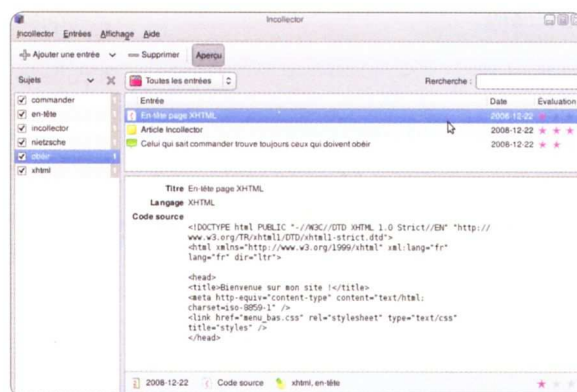 Incollector
Incollector Entrées Affichage Aide
Ajouter une entrée Supprimer Aperçu
Sujets Toutes les entrées Recherche :
commander 1
en-tête 1
incollector 1
nietzsche 1
obéir 1
xhtml 1
Entrée Date Évaluation
En-tête page XHTML 2008-12-22
Article Incollector 2008-12-22
Celui qui sait commander trouve toujours ceux qui doivent obéir 2008-12-22
Titre En-tête page XHTML
Langage XHTML
Code source
<!DOCTYPE html PUBLIC "-//W3C//DTD XHTML 1.0 Strict//EN" "http://
www.w3.org/TR/xhtml1/DTD/xhtml1-strict.dtd">
<html xmlns="http://www.w3.org/1999/xhtml" xml:lang="fr"
lang="fr" dir="ltr">
<head>
<title>Bienvenue sur mon site !</title>
<meta http-equiv="content-type" content="text/html;
charset=iso-8859-1" />
<link href="menu_bas.css" rel="stylesheet" type="text/css"
title="styles" />
</head>
2008-12-22 Code source xhtml, en-tête